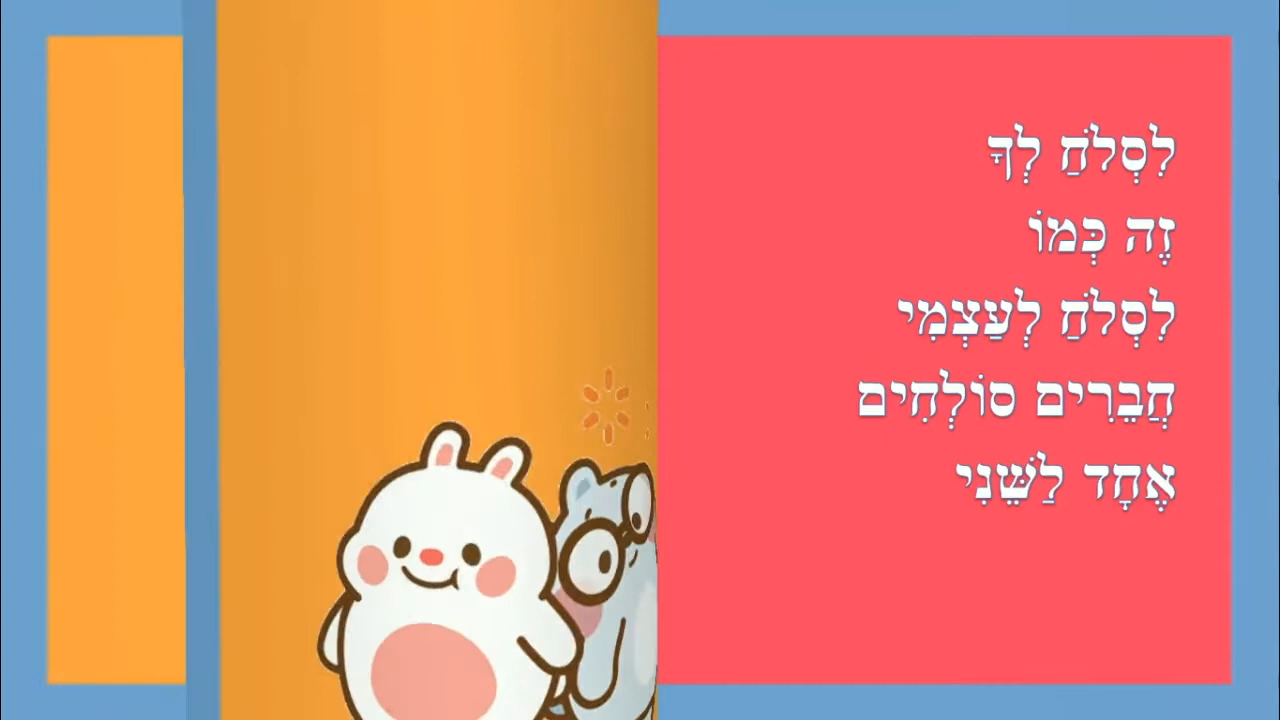 לִסְלֹחַ לְךָ
זֶה כְּמוֹ
לִסְלֹחַ לְעַצְמִי
חֲבֵרִים סוֹלְחִים
אֶחָד לַשֵּׁנִי